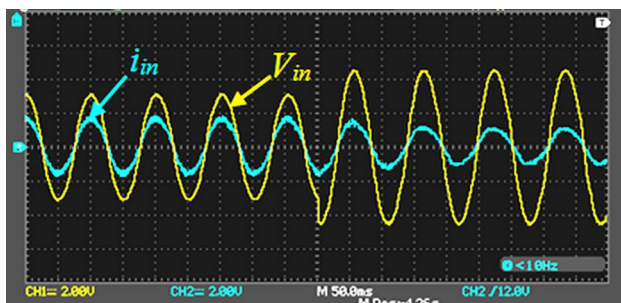 T
i_in V_in
<10Hz
CH1= 2.00V CH2= 2.00V M 50.0ms CH2 /12.0V